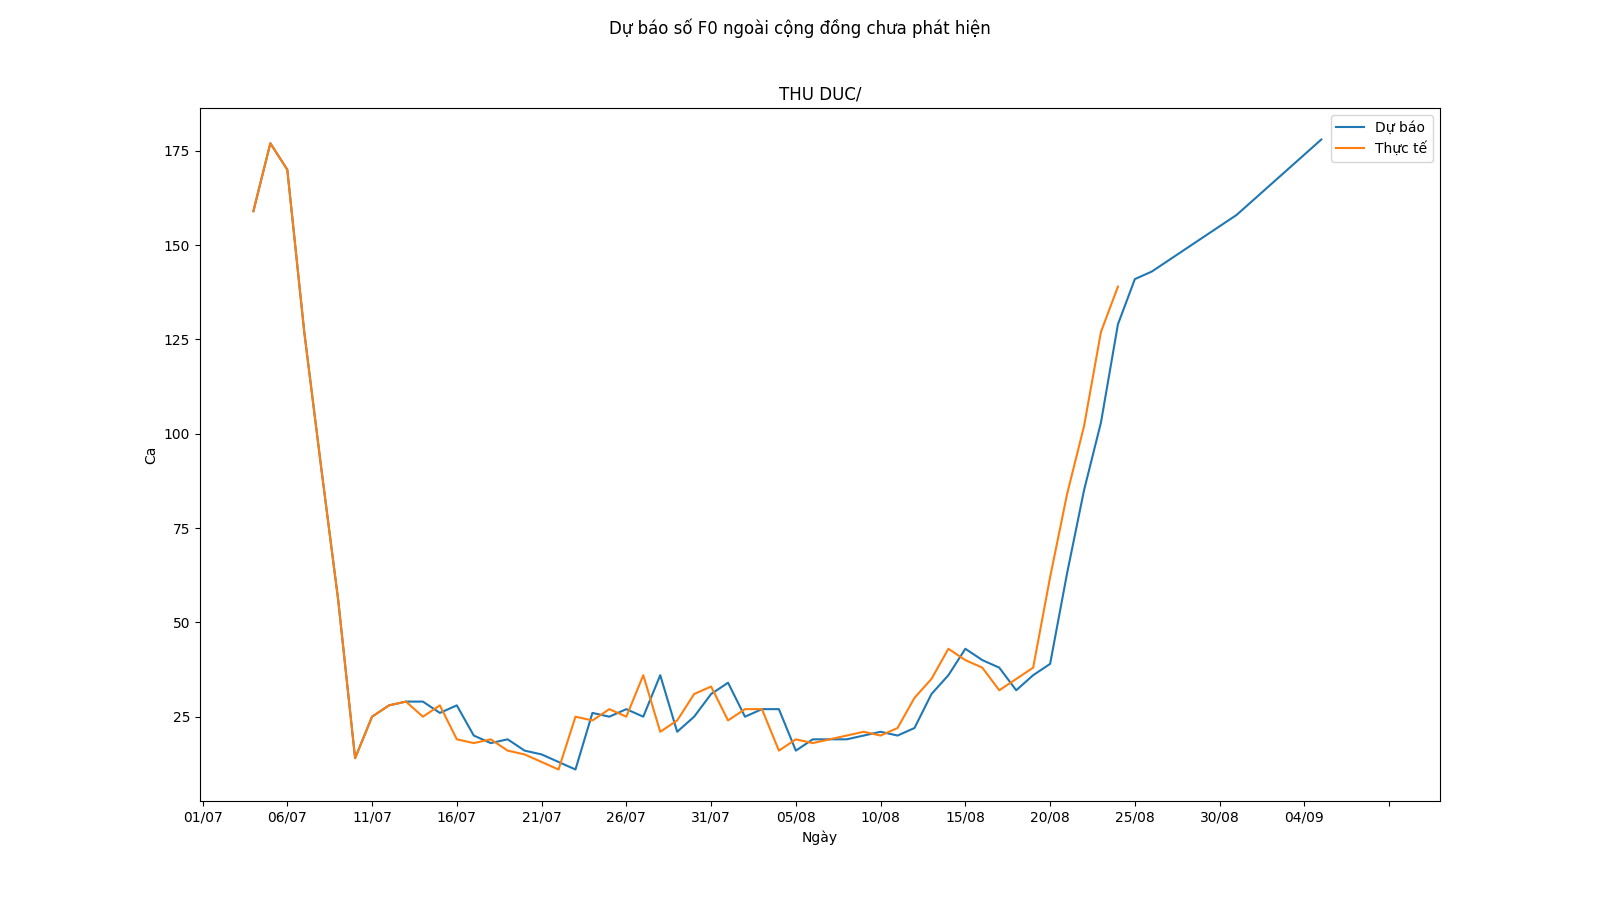 Dự báo số F0 ngoài cộng đồng chưa phát hiện
THU DUC/
Dự báo
Thực tế
175
150
125
100
75
50
25
Ca
01/07 06/07 11/07 16/07 21/07 26/07 31/07 05/08 10/08 15/08 20/08 25/08 30/08 04/09
Ngày